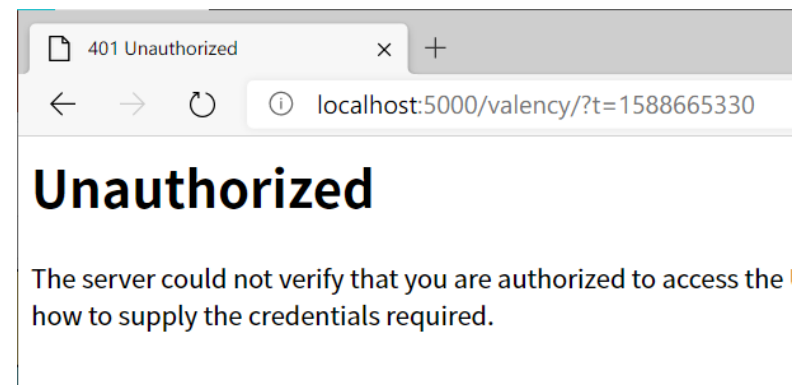 401 Unauthorized
localhost:5000/valency/?t=1588665330
Unauthorized
The server could not verify that you are authorized to access the
how to supply the credentials required.